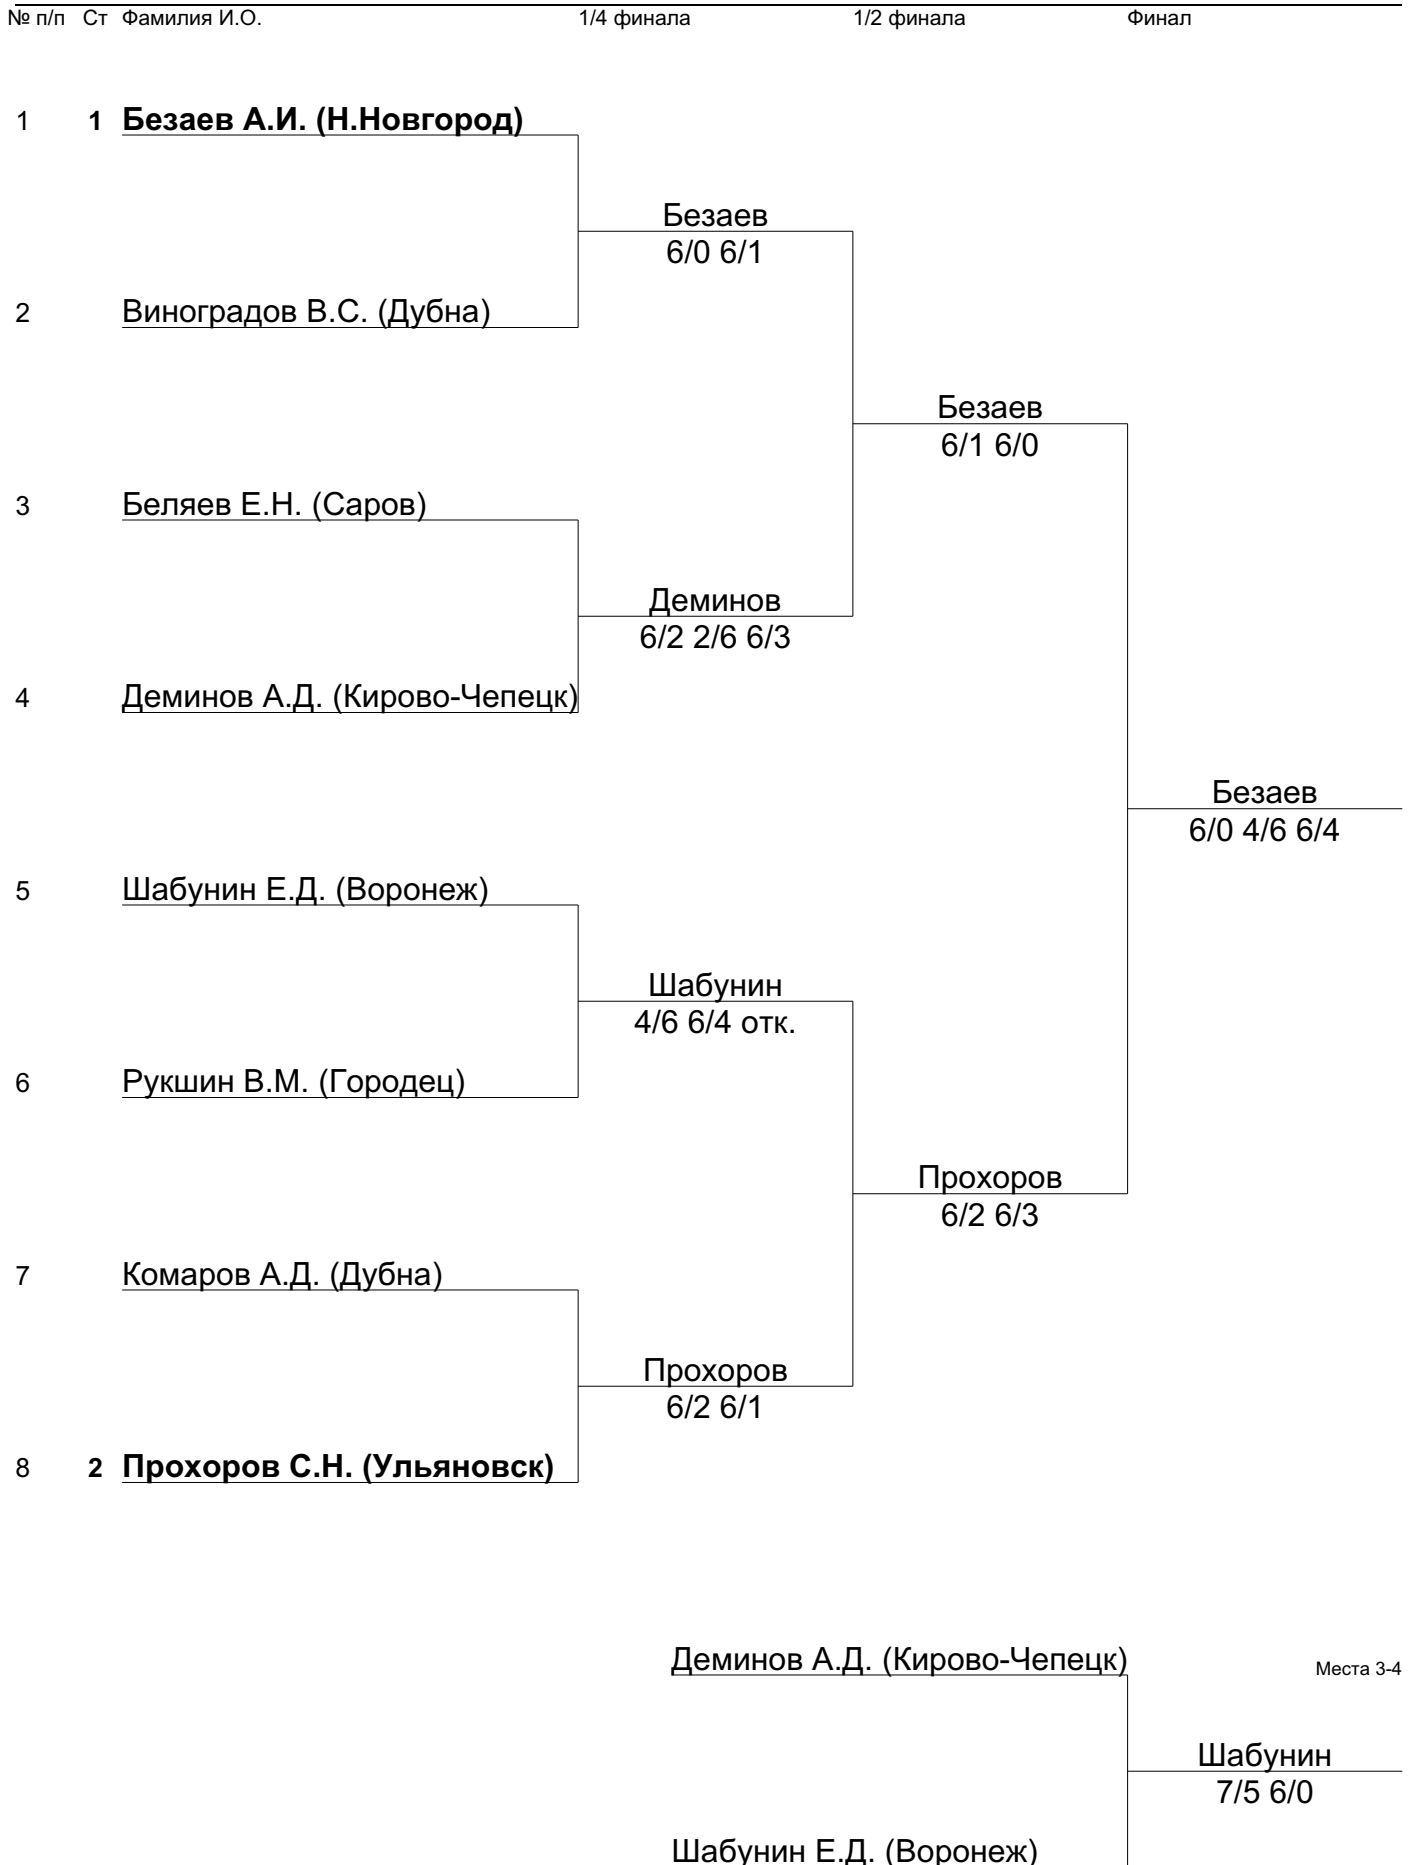 № п/п Ст Фамилия И.О. 1/4 финала 1/2 финала Финал
1 1 Безаев А.И. (Н.Новгород)
Безаев
6/0 6/1
2 Виноградов В.С. (Дубна)
Безаев
6/1 6/0
3 Беляев Е.Н. (Саров)
Деминов
6/2 2/6 6/3
4 Деминов А.Д. (Кирово-Чепецк)
Безаев
6/0 4/6 6/4
5 Шабунин Е.Д. (Воронеж)
Шабунин
4/6 6/4 отк.
6 Рукшин В.М. (Городец)
Прохоров
6/2 6/3
7 Комаров А.Д. (Дубна)
Прохоров
6/2 6/1
8 2 Прохоров С.Н. (Ульяновск)
Деминов А.Д. (Кирово-Чепецк) Места 3-4
Шабунин
7/5 6/0
Шабунин Е.Д. (Воронеж)